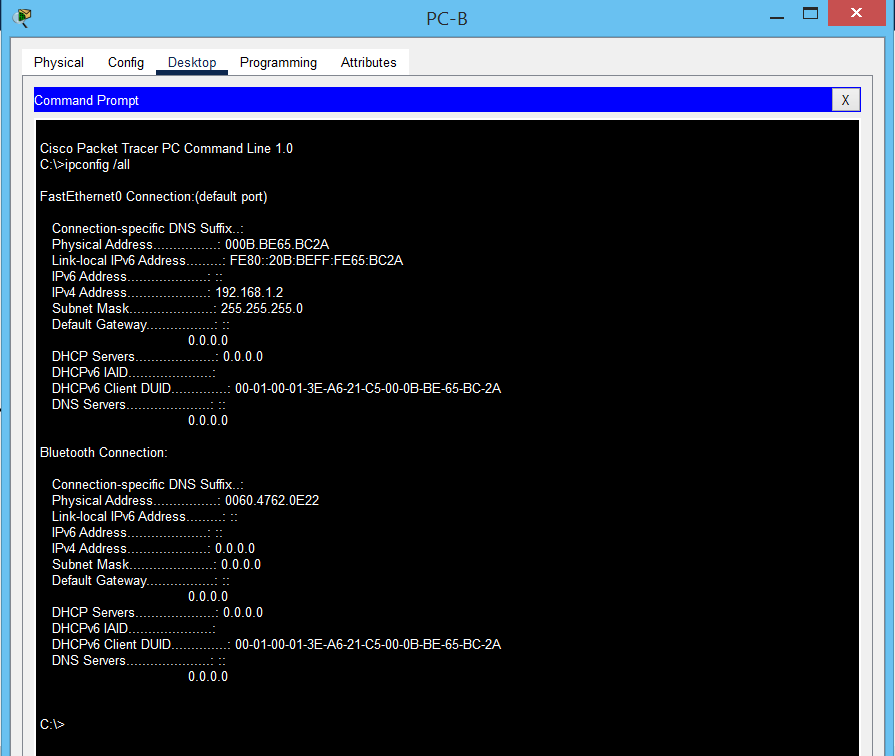 PC-B
Physical Config Desktop Programming Attributes
Command Prompt X
Cisco Packet Tracer PC Command Line 1.0
C:\>ipconfig /all
FastEthernet0 Connection:(default port)
Connection-specific DNS Suffix..:
Physical Address................: 000B.BE65.BC2A
Link-local IPv6 Address.........: FE80::20B:BEFF:FE65:BC2A
IPv6 Address....................: ::
IPv4 Address....................: 192.168.1.2
Subnet Mask.....................: 255.255.255.0
Default Gateway.................: ::
0.0.0.0
DHCP Servers....................: 0.0.0.0
DHCPv6 IAID.....................:
DHCPv6 Client DUID..............: 00-01-00-01-3E-A6-21-C5-00-0B-BE-65-BC-2A
DNS Servers.....................: ::
0.0.0.0
Bluetooth Connection:
Connection-specific DNS Suffix..:
Physical Address................: 0060.4762.0E22
Link-local IPv6 Address.........: ::
IPv6 Address....................: ::
IPv4 Address....................: 0.0.0.0
Subnet Mask.....................: 0.0.0.0
Default Gateway.................: ::
0.0.0.0
DHCP Servers....................: 0.0.0.0
DHCPv6 IAID.....................:
DHCPv6 Client DUID..............: 00-01-00-01-3E-A6-21-C5-00-0B-BE-65-BC-2A
DNS Servers.....................: ::
0.0.0.0
C:\>